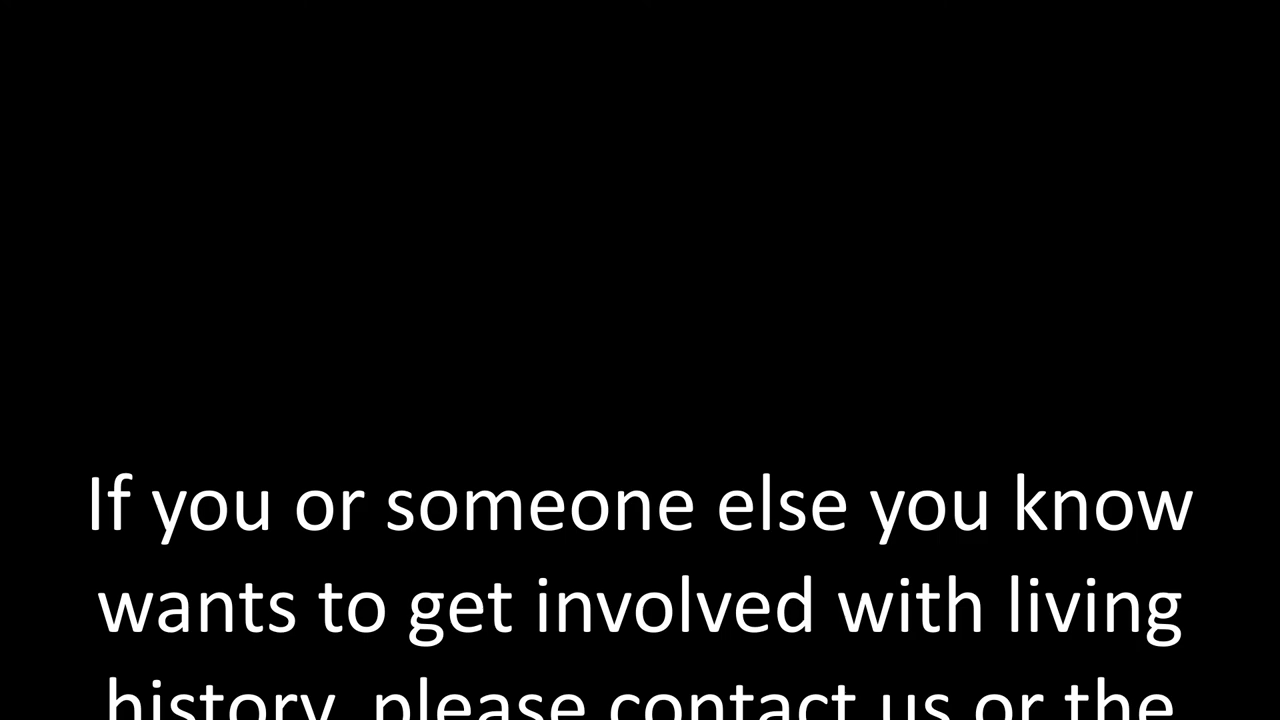 If you or someone else you know
wants to get involved with living
history, please contact us or the